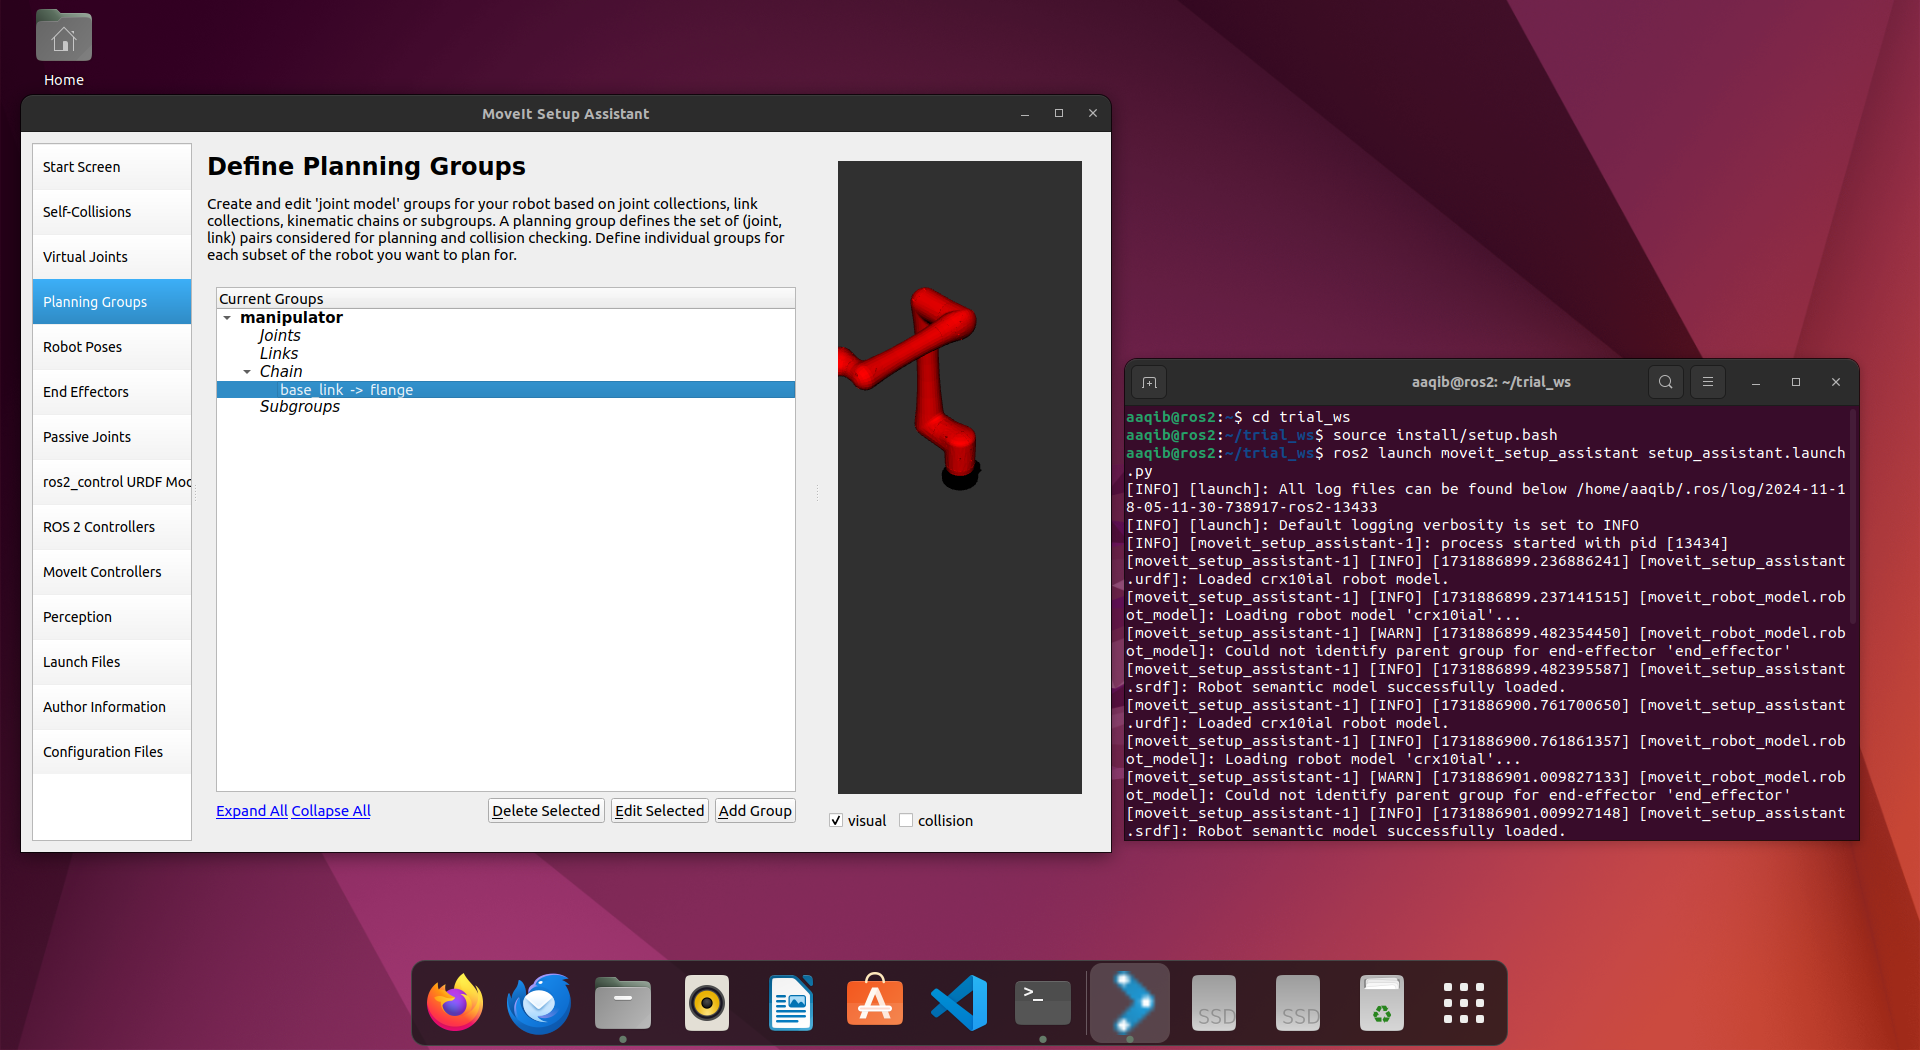 Home
MoveIt Setup Assistant
Start Screen
Self-Collisions
Virtual Joints
Planning Groups
Robot Poses
End Effectors
Passive Joints
ros2_control URDF Moc
ROS 2 Controllers
MoveIt Controllers
Perception
Launch Files
Author Information
Configuration Files
Define Planning Groups
Create and edit 'joint model' groups for your robot based on joint collections, link
collections, kinematic chains or subgroups. A planning group defines the set of (joint,
link) pairs considered for planning and collision checking. Define individual groups for
each subset of the robot you want to plan for.
Current Groups
manipulator
Joints
Links
Chain
base_link -> flange
Subgroups
Expand All Collapse All
Delete Selected
Edit Selected
Add Group
visual
collision
aaqib@ros2: ~/trial_ws
aaqib@ros2:~$ cd trial_ws
aaqib@ros2:~/trial_ws$ source install/setup.bash
aaqib@ros2:~/trial_ws$ ros2 launch moveit_setup_assistant setup_assistant.launch
.py
[INFO] [launch]: All log files can be found below /home/aaqib/.ros/log/2024-11-1
8-05-11-30-738917-ros2-13433
[INFO] [launch]: Default logging verbosity is set to INFO
[INFO] [moveit_setup_assistant-1]: process started with pid [13434]
[moveit_setup_assistant-1] [INFO] [1731886899.236886241] [moveit_setup_assistant
.urdf]: Loaded crx10ial robot model.
[moveit_setup_assistant-1] [INFO] [1731886899.237141515] [moveit_robot_model.rob
ot_model]: Loading robot model 'crx10ial'...
[moveit_setup_assistant-1] [WARN] [1731886899.482354450] [moveit_robot_model.rob
ot_model]: Could not identify parent group for end-effector 'end_effector'
[moveit_setup_assistant-1] [INFO] [1731886899.482395587] [moveit_setup_assistant
.srdf]: Robot semantic model successfully loaded.
[moveit_setup_assistant-1] [INFO] [1731886900.761700650] [moveit_setup_assistant
.urdf]: Loaded crx10ial robot model.
[moveit_setup_assistant-1] [INFO] [1731886900.761861357] [moveit_robot_model.rob
ot_model]: Loading robot model 'crx10ial'...
[moveit_setup_assistant-1] [WARN] [1731886901.009827133] [moveit_robot_model.rob
ot_model]: Could not identify parent group for end-effector 'end_effector'
[moveit_setup_assistant-1] [INFO] [1731886901.009927148] [moveit_setup_assistant
.srdf]: Robot semantic model successfully loaded.
>_
SSD
SSD